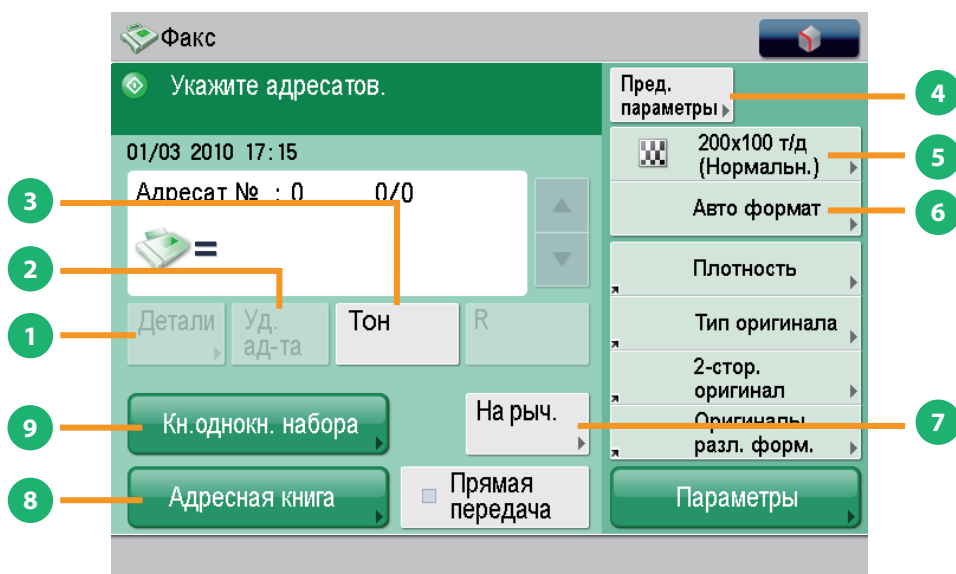 Факс
Укажите адресатов.
01/03 2010 17:15
Адресат № : 0 0/0
=
Детали
Уд.
ад-та
Тон
R
Кн.однокн. набора
На рыч.
Адресная книга
Прямая
передача
Пред.
параметры
200x100 т/д
(Нормальн.)
Авто формат
Плотность
Тип оригинала
2-стор.
оригинал
Оригиналы
разл. форм.
Параметры
1
2
3
4
5
6
7
8
9